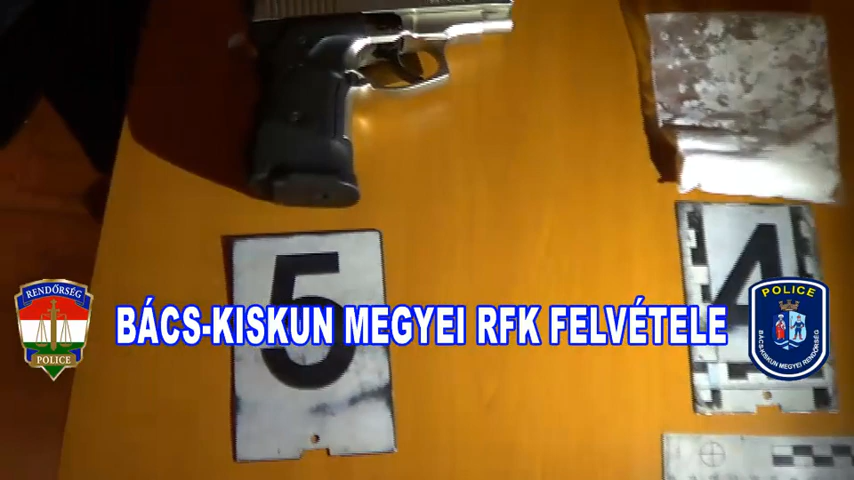 5
4
BÁCS-KISKUN MEGYEI RFK FELVÉTELE
RENDŐRSÉG
POLICE
POLICE
BÁCS-KISKUN MEGYEI RENDŐRSÉG